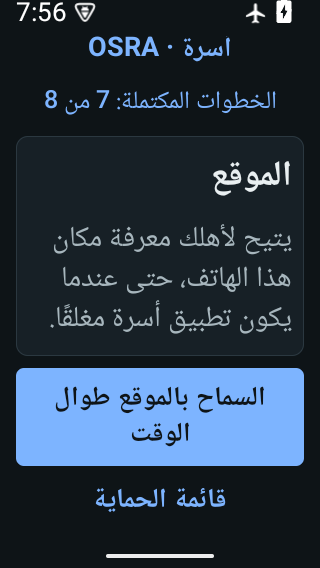 7:56
اسرة · OSRA
الخطوات المكتملة: 7 من 8
الموقع
يتيح لأهلك معرفة مكان
هذا الهاتف، حتى عندما
يكون تطبيق أسرة مغلقًا.
السماح بالموقع طوال
الوقت
قائمة الحماية